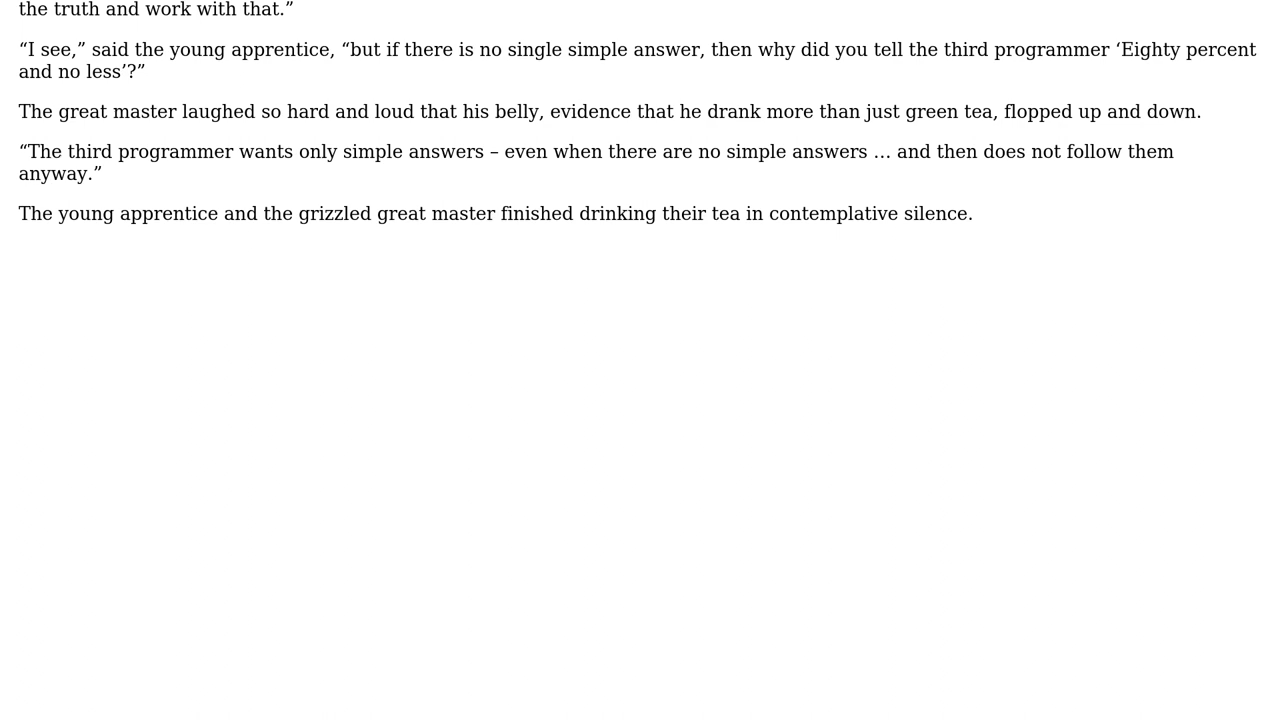 the truth and work with that.”
“I see,” said the young apprentice, “but if there is no single simple answer, then why did you tell the third programmer ‘Eighty percent
and no less’?”
The great master laughed so hard and loud that his belly, evidence that he drank more than just green tea, flopped up and down.
“The third programmer wants only simple answers – even when there are no simple answers … and then does not follow them
anyway.”
The young apprentice and the grizzled great master finished drinking their tea in contemplative silence.